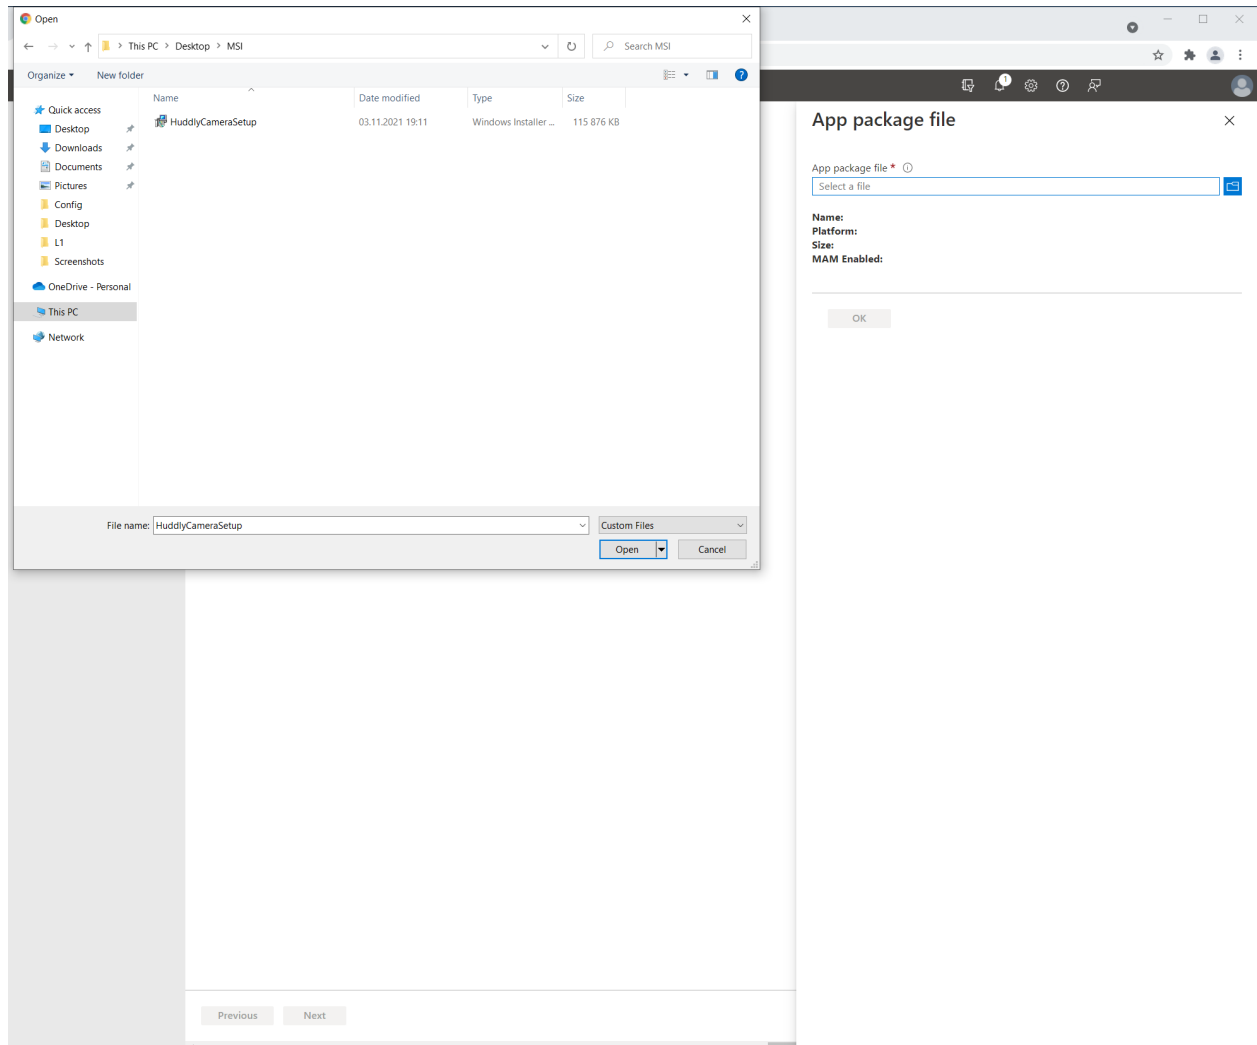 Open
This PC > Desktop > MSI
Search MSI
Organize
New folder
Name
Date modified
Type
Size
Quick access
Desktop
Downloads
Documents
Pictures
Config
Desktop
L1
Screenshots
OneDrive - Personal
This PC
Network
HuddlyCameraSetup
03.11.2021 19:11
Windows Installer ...
115 876 KB
File name:
HuddlyCameraSetup
Custom Files
Open
Cancel
1
App package file
App package file *
Select a file
Name:
Platform:
Size:
MAM Enabled:
OK
Previous
Next